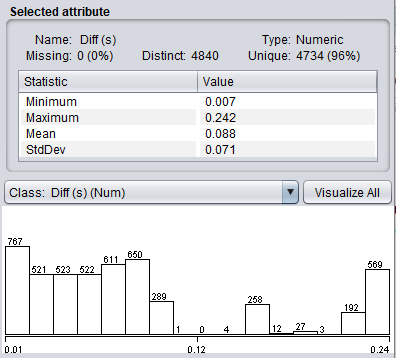 Selected attribute
Name: Diff (s) Type: Numeric
Missing: 0 (0%) Distinct: 4840 Unique: 4734 (96%)
Statistic Value
Minimum 0.007
Maximum 0.242
Mean 0.088
StdDev 0.071
Class: Diff (s) (Num) Visualize All
767 521 523 522 611 650 289 1 0 4 258 12 27 3 192 569
0.01 0.12 0.24